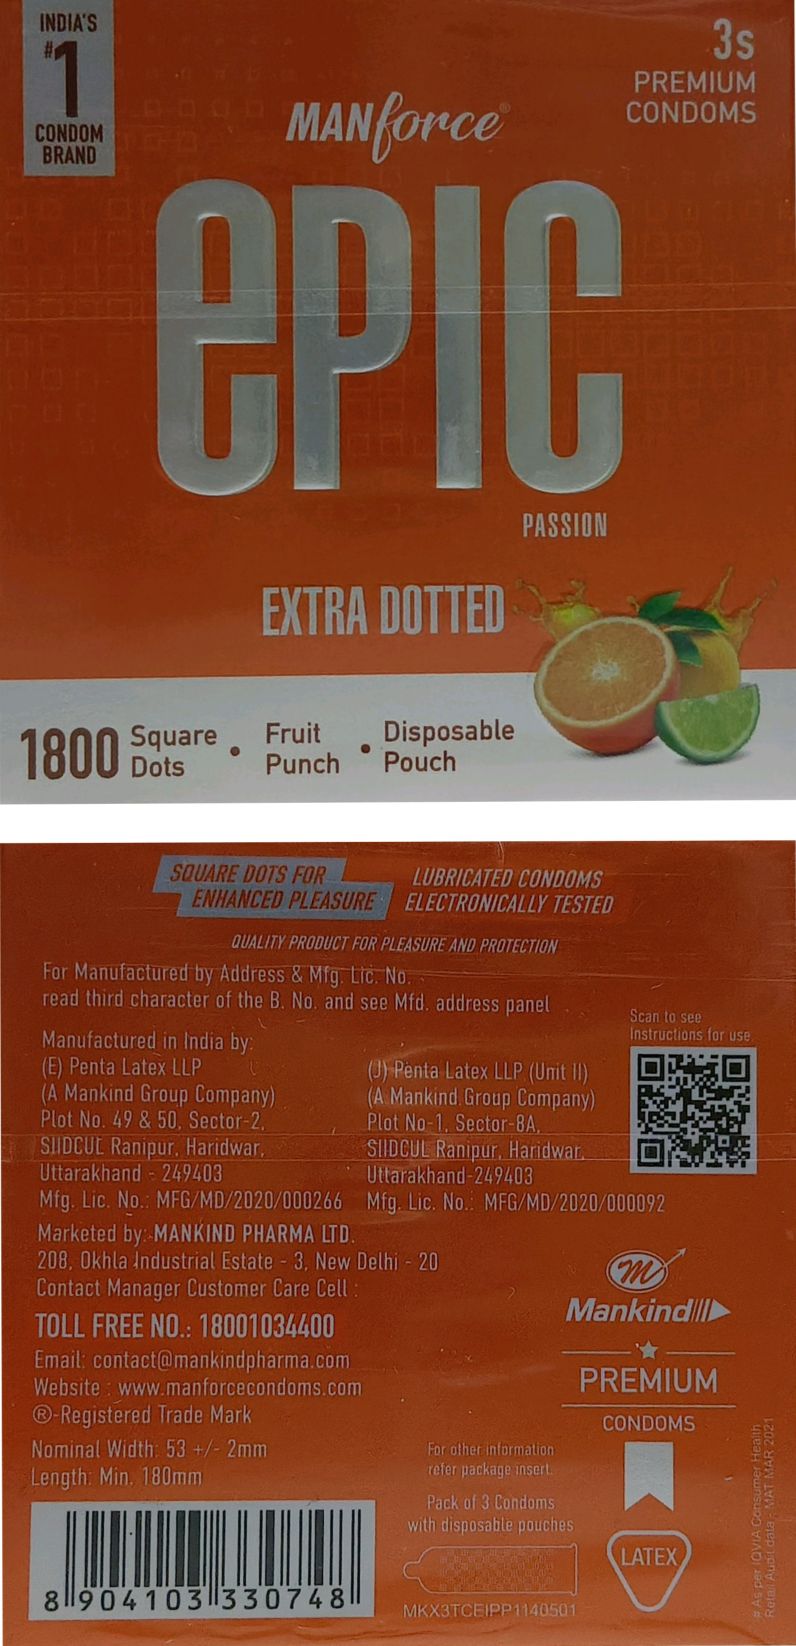 INDIA'S
#1
CONDOM
BRAND
3s
PREMIUM
CONDOMS
MANforce®
ePIC
PASSION
EXTRA DOTTED
1800 Square Dots • Fruit Punch • Disposable Pouch
SQUARE DOTS FOR
ENHANCED PLEASURE
LUBRICATED CONDOMS
ELECTRONICALLY TESTED
QUALITY PRODUCT FOR PLEASURE AND PROTECTION
For Manufactured by Address & Mfg. Lic. No.
read third character of the B. No. and see Mfd. address panel
Scan to see
Instructions for use
Manufactured in India by:
(E) Penta Latex LLP
(A Mankind Group Company)
Plot No. 49 & 50, Sector-2,
SIIDCUL Ranipur, Haridwar,
Uttarakhand - 249403
Mfg. Lic. No.: MFG/MD/2020/000266
(J) Penta Latex LLP (Unit II)
(A Mankind Group Company)
Plot No-1, Sector-8A,
SIIDCUL Ranipur, Haridwar,
Uttarakhand-249403
Mfg. Lic. No.: MFG/MD/2020/000092
Marketed by: MANKIND PHARMA LTD.
208, Okhla Industrial Estate - 3, New Delhi - 20
Contact Manager Customer Care Cell :
TOLL FREE NO.: 18001034400
Email: contact@mankindpharma.com
Website : www.manforcecondoms.com
®-Registered Trade Mark
Nominal Width: 53 +/- 2mm
Length: Min. 180mm
m
Mankind
PREMIUM
CONDOMS
For other information
refer package insert.
Pack of 3 Condoms
with disposable pouches
LATEX
MKX3TCEIPP1140501
8 904103 330748
# As per IQVIA Consumer Health
Retail Audit data - MAT MAR 2021